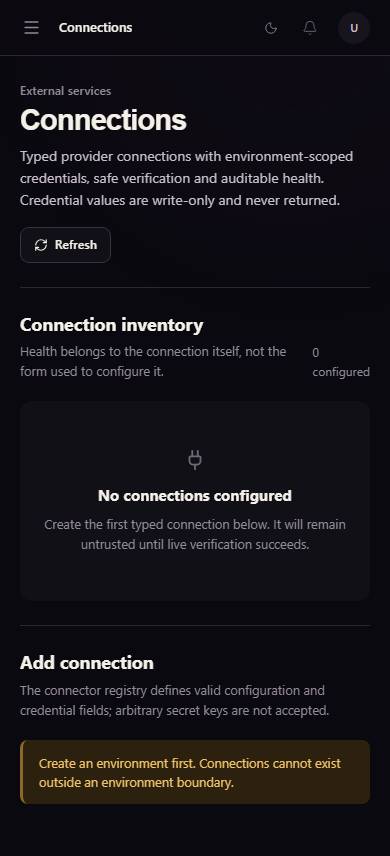 Connections
U
External services
Connections
Typed provider connections with environment-scoped
credentials, safe verification and auditable health.
Credential values are write-only and never returned.
Refresh
Connection inventory
Health belongs to the connection itself, not the
form used to configure it.
0
configured
No connections configured
Create the first typed connection below. It will remain
untrusted until live verification succeeds.
Add connection
The connector registry defines valid configuration and
credential fields; arbitrary secret keys are not accepted.
Create an environment first. Connections cannot exist
outside an environment boundary.